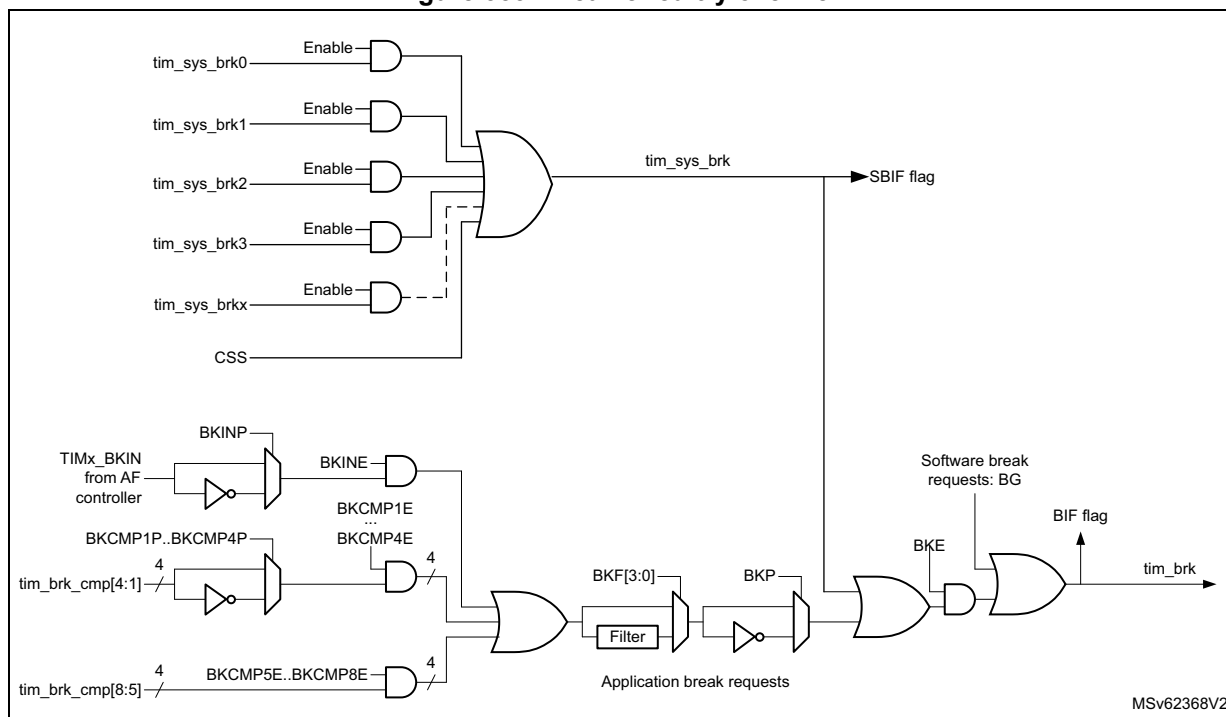 Enable
tim_sys_brk0
Enable
tim_sys_brk1
Enable
tim_sys_brk2
Enable
tim_sys_brk3
Enable
tim_sys_brkx
CSS
tim_sys_brk
SBIF flag
BKINP
TIMx_BKIN
from AF
controller
BKINE
BKCMP1E
...
BKCMP4E
BKCMP1P..BKCMP4P
4
tim_brk_cmp[4:1]
4
BKCMP5E..BKCMP8E
4
tim_brk_cmp[8:5]
4
BKF[3:0]
Filter
BKP
Application break requests
Software break
requests: BG
BKE
BIF flag
tim_brk
MSv62368V2